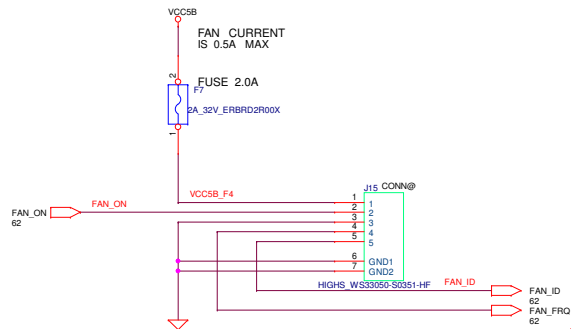 VCC5B
FAN CURRENT
IS 0.5A MAX
2
FUSE 2.0A
F7
2A_32V_ERBRD2R00X
1
J15 CONN@
VCC5B_F4
1 1
FAN_ON
2 2
FAN_ON
62
3 3
4 4
5 5
6 GND1
7 GND2
HIGHS_WS33050-S0351-HF
FAN_ID
FAN_ID
62
FAN_FRQ
62